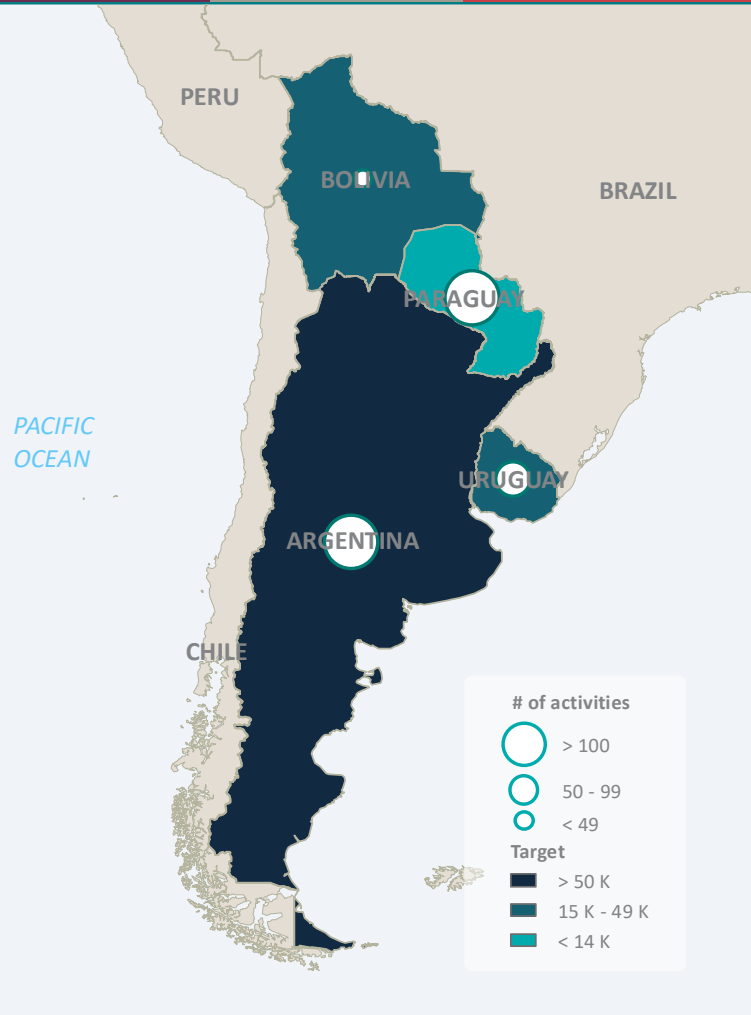 PERU
BOLIVIA
BRAZIL
PARAGUAY
PACIFIC
OCEAN
URUGUAY
ARGENTINA
CHILE
# of activities
> 100
50 - 99
< 49
Target
> 50 K
15 K - 49 K
< 14 K